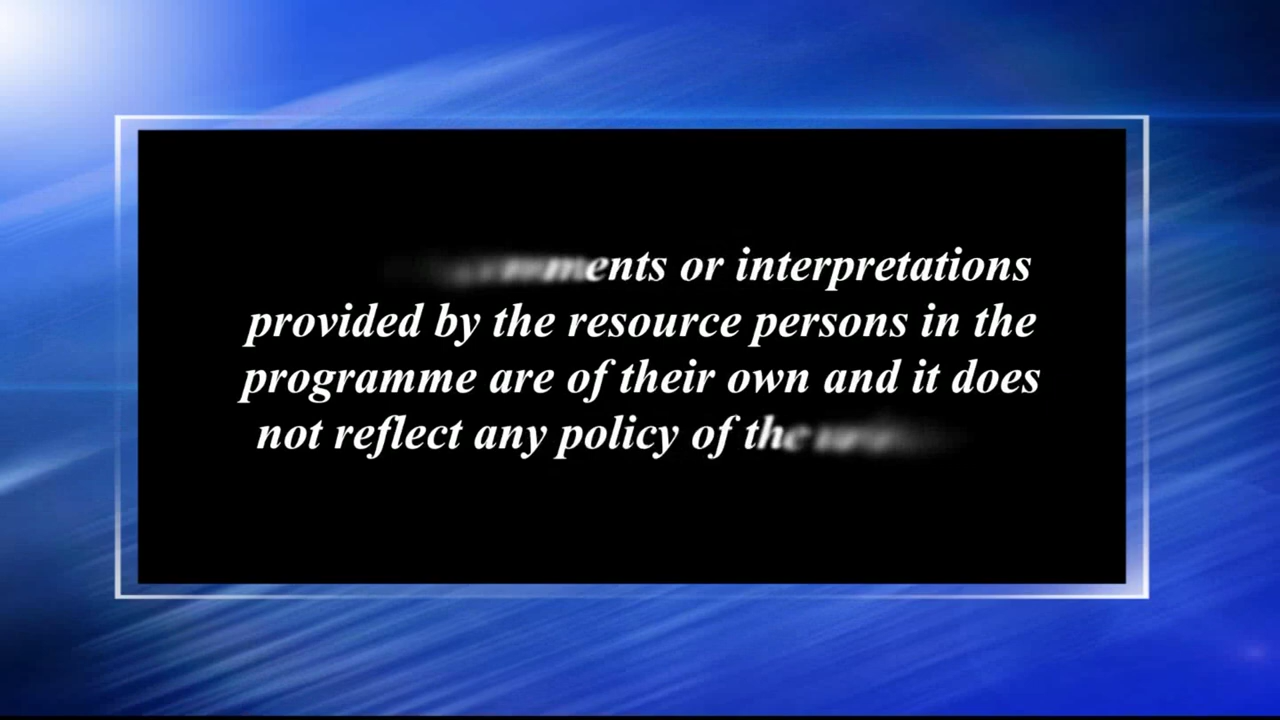 or interpretations
provided by the resource persons in the
programme are of their own and it does
not reflect any policy of the